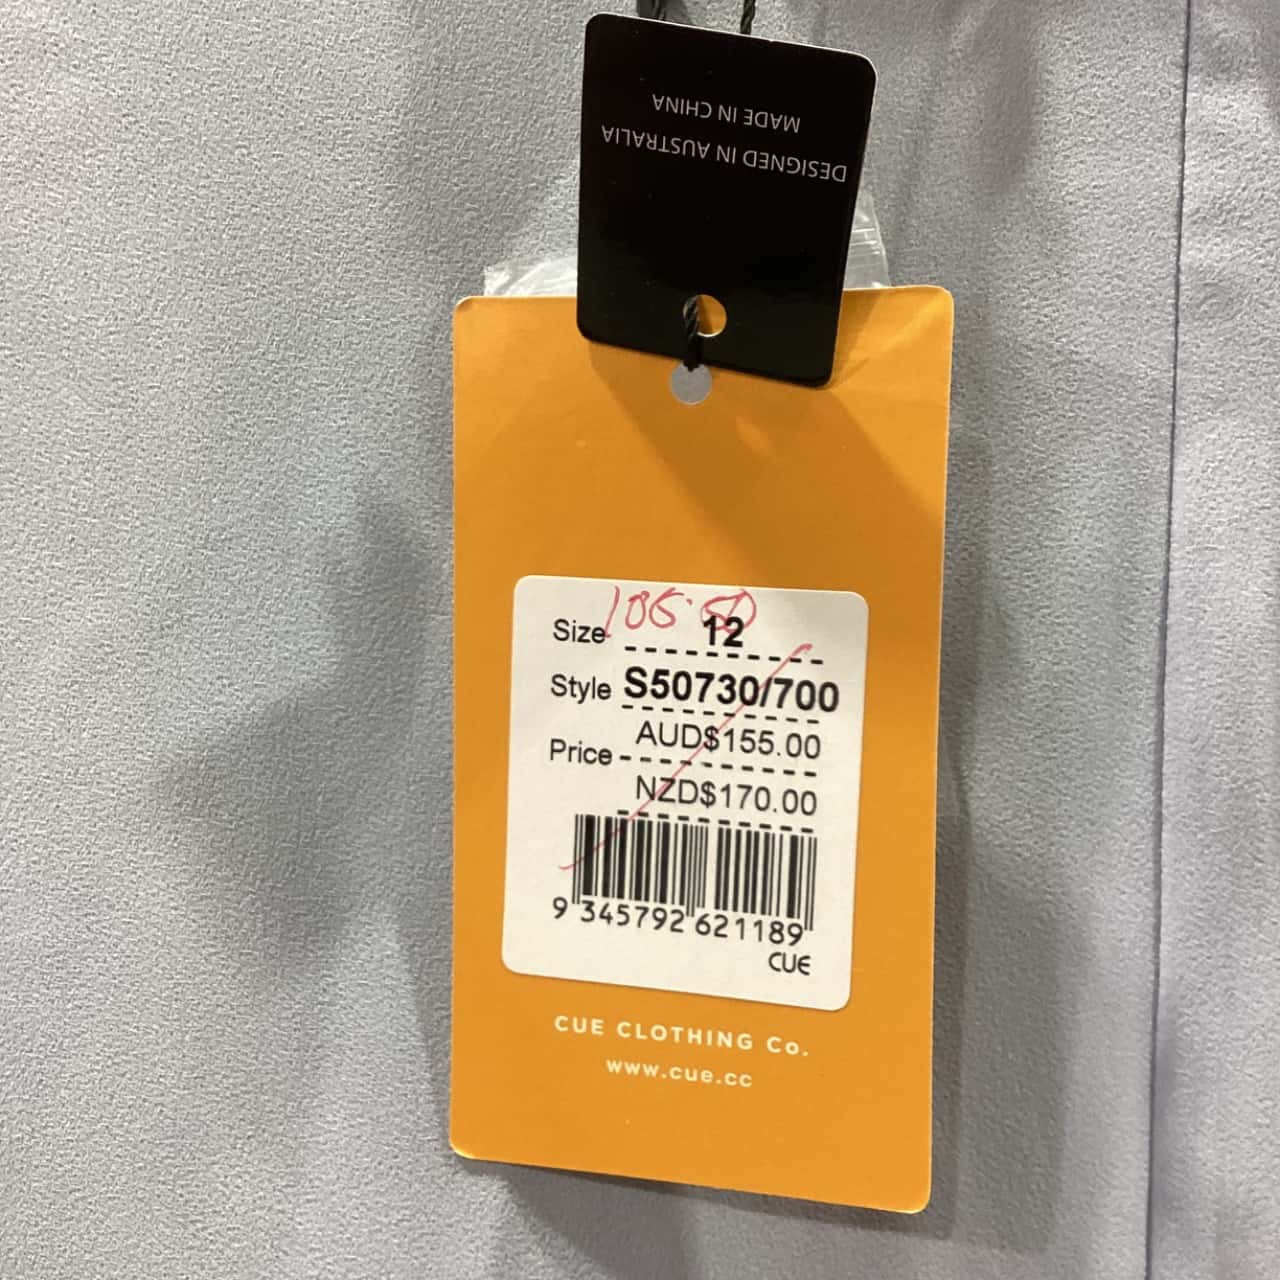 MADE IN CHINA
DESIGNED IN AUSTRALIA
105.50
Size 12
Style S50730/700
AUD$155.00
Price
NZD$170.00
9 345792 621189
CUE
CUE CLOTHING Co.
www.cue.cc